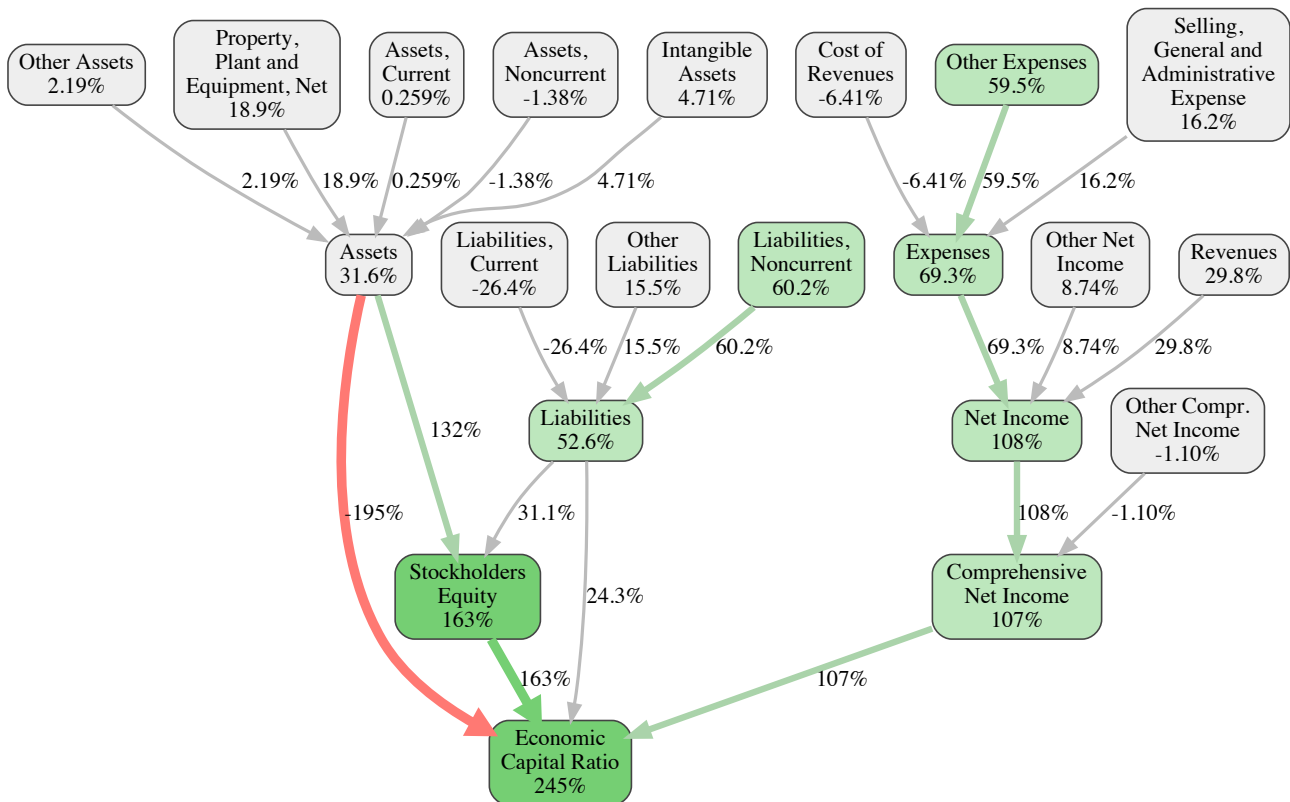 Other Assets
2.19%
Property,
Plant and
Equipment, Net
18.9%
Assets,
Current
0.259%
Assets,
Noncurrent
-1.38%
Intangible
Assets
4.71%
Cost of
Revenues
-6.41%
Other Expenses
59.5%
Selling,
General and
Administrative
Expense
16.2%
2.19%
18.9%
0.259%
-1.38%
4.71%
-6.41%
59.5%
16.2%
Assets
31.6%
Liabilities,
Current
-26.4%
Other
Liabilities
15.5%
Liabilities,
Noncurrent
60.2%
Expenses
69.3%
Other Net
Income
8.74%
Revenues
29.8%
-26.4%
15.5%
60.2%
69.3%
8.74%
29.8%
132%
Liabilities
52.6%
Net Income
108%
Other Compr.
Net Income
-1.10%
-195%
31.1%
108%
-1.10%
Stockholders
Equity
163%
24.3%
Comprehensive
Net Income
107%
163%
107%
Economic
Capital Ratio
245%